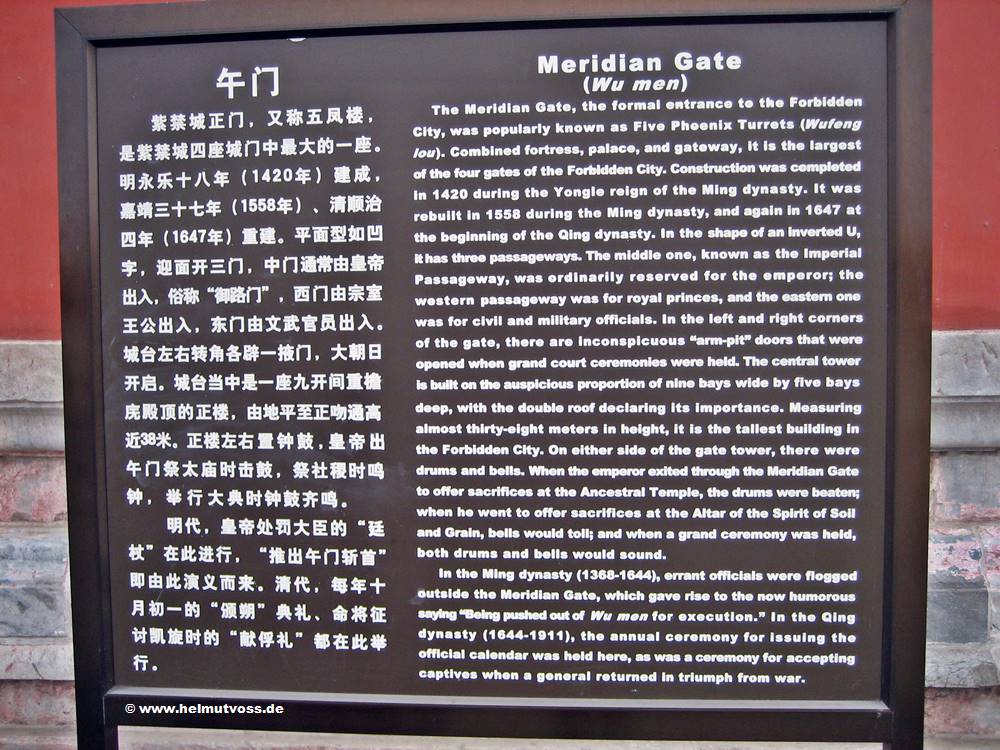 午门
紫禁城正门，又称五凤楼，
是紫禁城四座城门中最大的一座。
明永乐十八年（1420年）建成，
嘉靖三十七年（1558年）、清顺治
四年（1647年）重建。平面型如凹
字，迎面开三门，中门通常由皇帝
出入，俗称“御路门”，西门由宗室
王公出入，东门由文武官员出入。
城台左右转角各辟一掖门，大朝日
开启。城台当中是一座九开间重檐
庑殿顶的正楼，由地平至正吻通高
近38米。正楼左右置钟鼓，皇帝出
午门祭太庙时击鼓，祭社稷时鸣
钟，举行大典时钟鼓齐鸣。
明代，皇帝处罚大臣的“廷
杖”在此进行，“推出午门斩首”
即由此演义而来。清代，每年十
月初一的“颁朔”典礼、命将征
讨凯旋时的“献俘礼”都在此举
行。
Meridian Gate
(Wu men)
The Meridian Gate, the formal entrance to the Forbidden
City, was popularly known as Five Phoenix Turrets (Wufeng
lou). Combined fortress, palace, and gateway, it is the largest
of the four gates of the Forbidden City. Construction was completed
in 1420 during the Yongle reign of the Ming dynasty. It was
rebuilt in 1558 during the Ming dynasty, and again in 1647 at
the beginning of the Qing dynasty. In the shape of an inverted U,
it has three passageways. The middle one, known as the Imperial
Passageway, was ordinarily reserved for the emperor; the
western passageway was for royal princes, and the eastern one
was for civil and military officials. In the left and right corners
of the gate, there are inconspicuous “arm-pit” doors that were
opened when grand court ceremonies were held. The central tower
is built on the auspicious proportion of nine bays wide by five bays
deep, with the double roof declaring its importance. Measuring
almost thirty-eight meters in height, it is the tallest building in
the Forbidden City. On either side of the gate tower, there were
drums and bells. When the emperor exited through the Meridian Gate
to offer sacrifices at the Ancestral Temple, the drums were beaten;
when he went to offer sacrifices at the Altar of the Spirit of Soil
and Grain, bells would toll; and when a grand ceremony was held,
both drums and bells would sound.
In the Ming dynasty (1368-1644), errant officials were flogged
outside the Meridian Gate, which gave rise to the now humorous
saying “Being pushed out of Wu men for execution.” In the Qing
dynasty (1644-1911), the annual ceremony for issuing the
official calendar was held here, as was a ceremony for accepting
captives when a general returned in triumph from war.
© www.helmutvoss.de